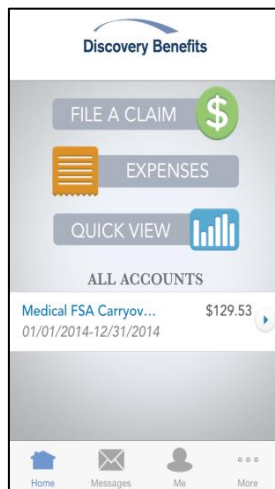 Discovery Benefits
FILE A CLAIM $
EXPENSES
QUICK VIEW
ALL ACCOUNTS
Medical FSA Carryov... $129.53
01/01/2014-12/31/2014
Home Messages Me More